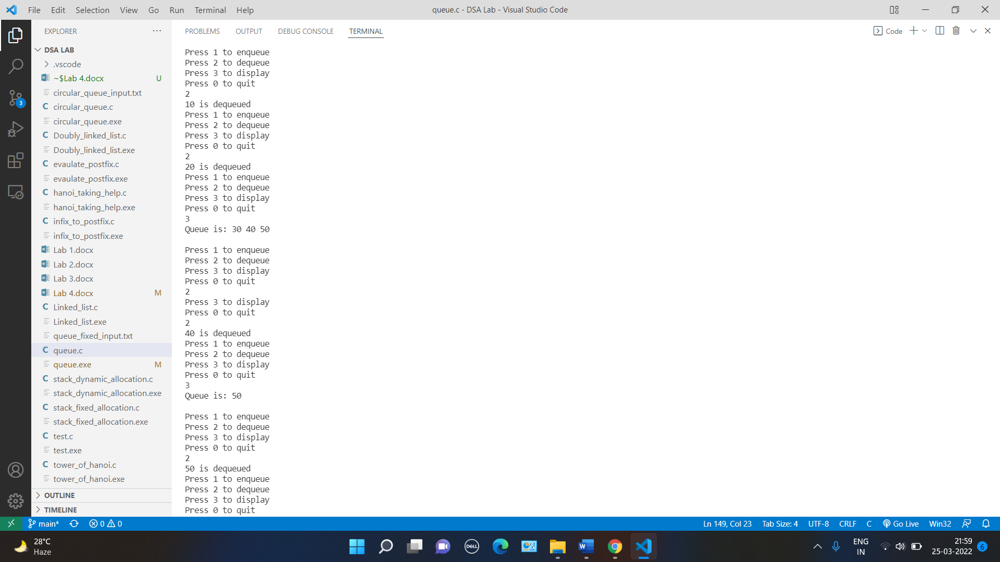 File Edit Selection View Go Run Terminal Help
queue.c - DSA Lab - Visual Studio Code
EXPLORER
DSA LAB
.vscode
~$Lab 4.docx U
circular_queue_input.txt
circular_queue.c
circular_queue.exe
Doubly_linked_list.c
Doubly_linked_list.exe
evaulate_postfix.c
evaulate_postfix.exe
hanoi_taking_help.c
hanoi_taking_help.exe
infix_to_postfix.c
infix_to_postfix.exe
Lab 1.docx
Lab 2.docx
Lab 3.docx
Lab 4.docx M
Linked_list.c
Linked_list.exe
queue_fixed_input.txt
queue.c
queue.exe M
stack_dynamic_allocation.c
stack_dynamic_allocation.exe
stack_fixed_allocation.c
stack_fixed_allocation.exe
test.c
test.exe
tower_of_hanoi.c
tower_of_hanoi.exe
OUTLINE
TIMELINE
3
PROBLEMS OUTPUT DEBUG CONSOLE TERMINAL
Code
Press 1 to enqueue
Press 2 to dequeue
Press 3 to display
Press 0 to quit
2
10 is dequeued
Press 1 to enqueue
Press 2 to dequeue
Press 3 to display
Press 0 to quit
2
20 is dequeued
Press 1 to enqueue
Press 2 to dequeue
Press 3 to display
Press 0 to quit
3
Queue is: 30 40 50
Press 1 to enqueue
Press 2 to dequeue
Press 3 to display
Press 0 to quit
2
Press 3 to display
Press 0 to quit
2
40 is dequeued
Press 1 to enqueue
Press 2 to dequeue
Press 3 to display
Press 0 to quit
3
Queue is: 50
Press 1 to enqueue
Press 2 to dequeue
Press 3 to display
Press 0 to quit
2
50 is dequeued
Press 1 to enqueue
Press 2 to dequeue
Press 3 to display
Press 0 to quit
main* 0 0
Ln 149, Col 23 Tab Size: 4 UTF-8 CRLF C Go Live Win32
28°C
Haze
DELL
W
ENG
IN
21:59
25-03-2022
6